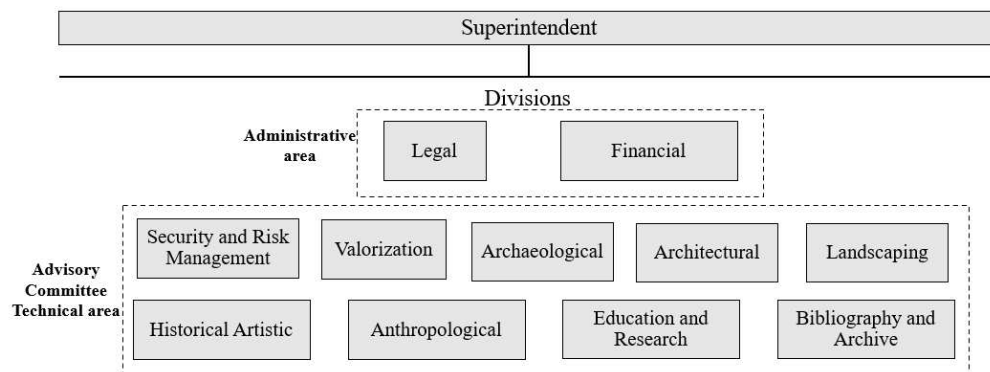 Superintendent
Divisions
Administrative
area
Legal
Financial
Security and Risk
Management
Valorization
Archaeological
Architectural
Landscaping
Advisory
Committee
Technical area
Historical Artistic
Anthropological
Education and
Research
Bibliography and
Archive